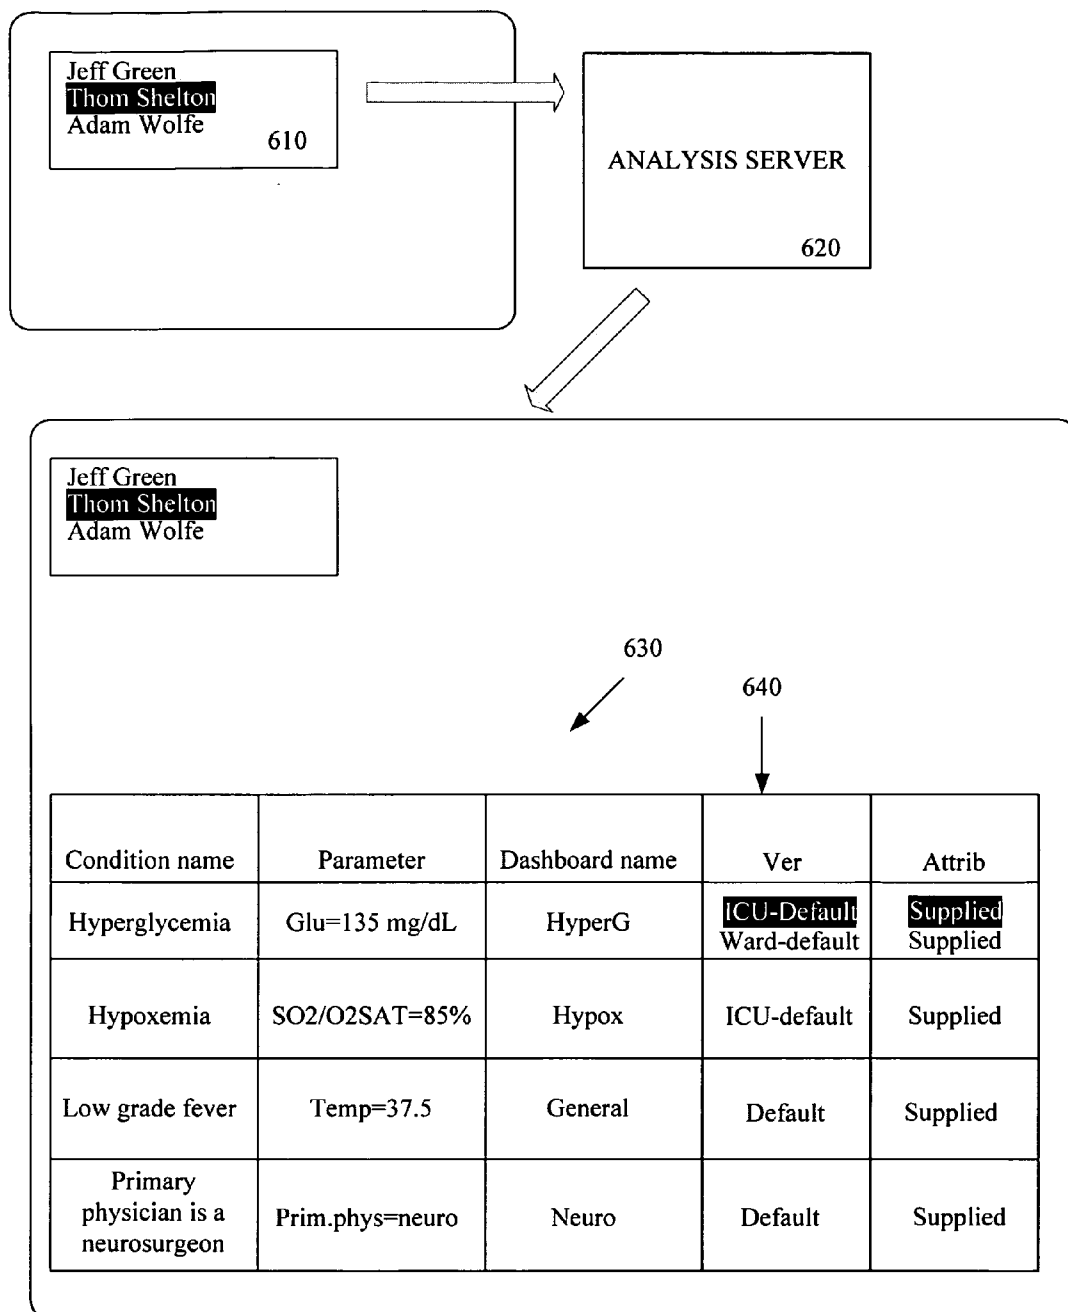 Jeff Green
Thom Shelton
Adam Wolfe
610
ANALYSIS SERVER
620
Jeff Green
Thom Shelton
Adam Wolfe
630
640
Condition name Parameter Dashboard name Ver Attrib
Hyperglycemia Glu=135 mg/dL HyperG ICU-Default Supplied
Ward-default Supplied
Hypoxemia SO2/O2SAT=85% Hypox ICU-default Supplied
Low grade fever Temp=37.5 General Default Supplied
Primary
physician is a
neurosurgeon
Prim.phys=neuro Neuro Default Supplied